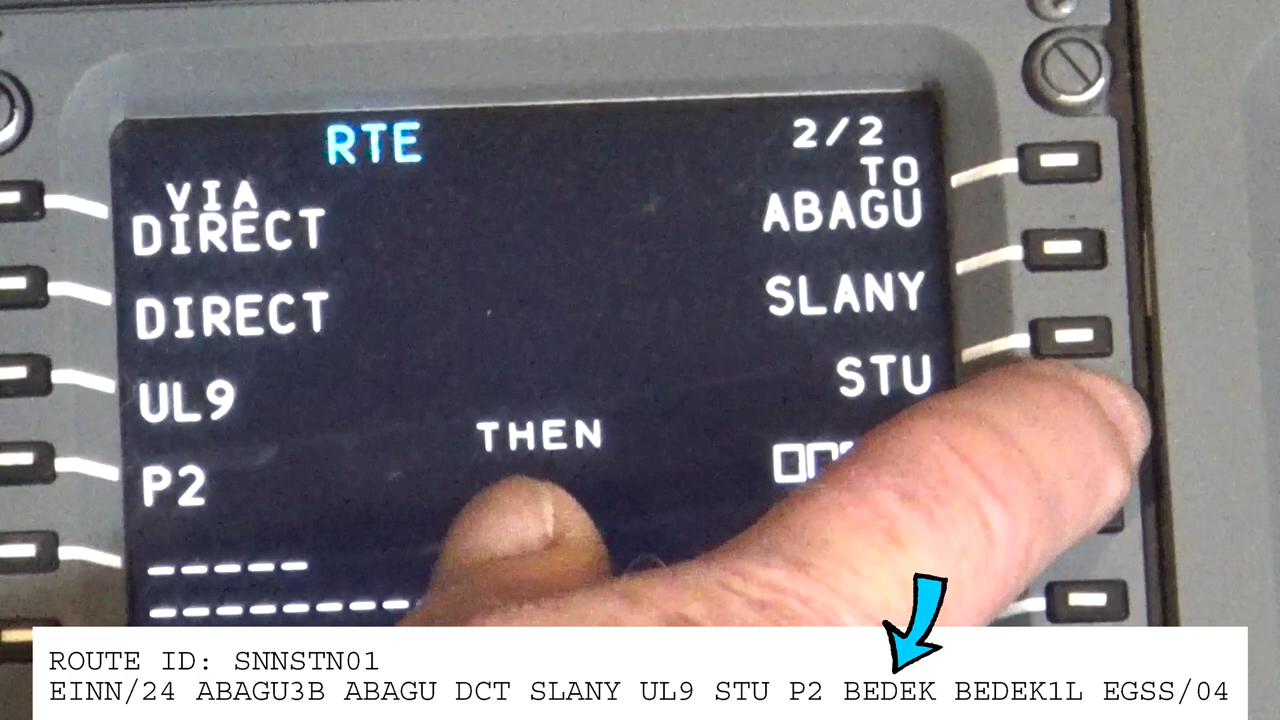 RTE 2/2
VIA TO
DIRECT ABAGU
DIRECT SLANY
UL9 STU
THEN
P2
-----
---------
ROUTE ID: SNNSTN01
EINN/24 ABAGU3B ABAGU DCT SLANY UL9 STU P2 BEDEK BEDEK1L EGSS/04